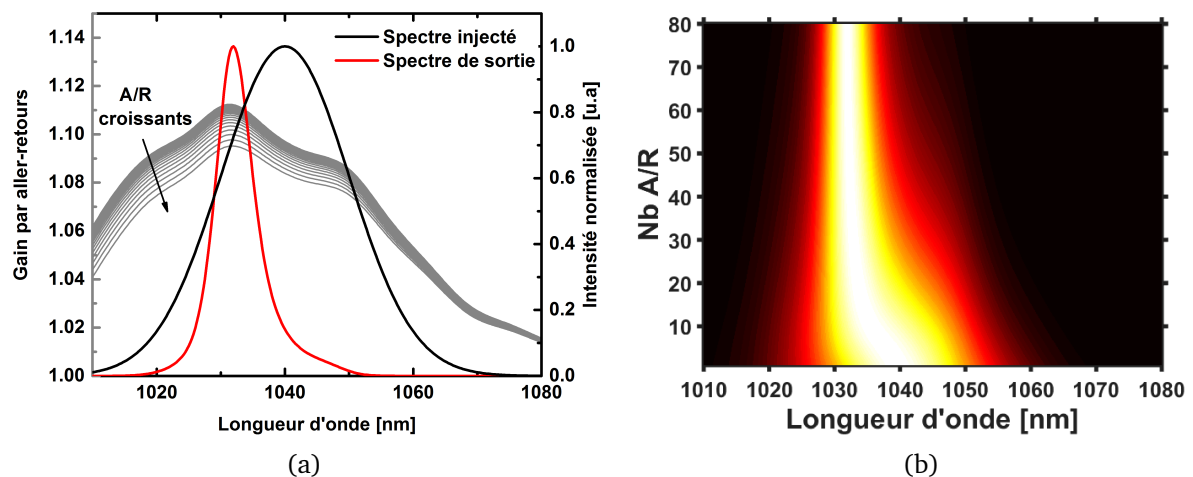 1.14
1.12
1.10
1.08
1.06
1.04
1.02
1.00
Gain par aller-retours
A/R
croissants
Spectre injecté
Spectre de sortie
1.0
0.8
0.6
0.4
0.2
0.0
Intensité normalisée [u.a]
1020 1040 1060 1080
Longueur d'onde [nm]
(a)
80
70
60
50
40
30
20
10
Nb A/R
1010 1020 1030 1040 1050 1060 1070 1080
Longueur d'onde [nm]
(b)